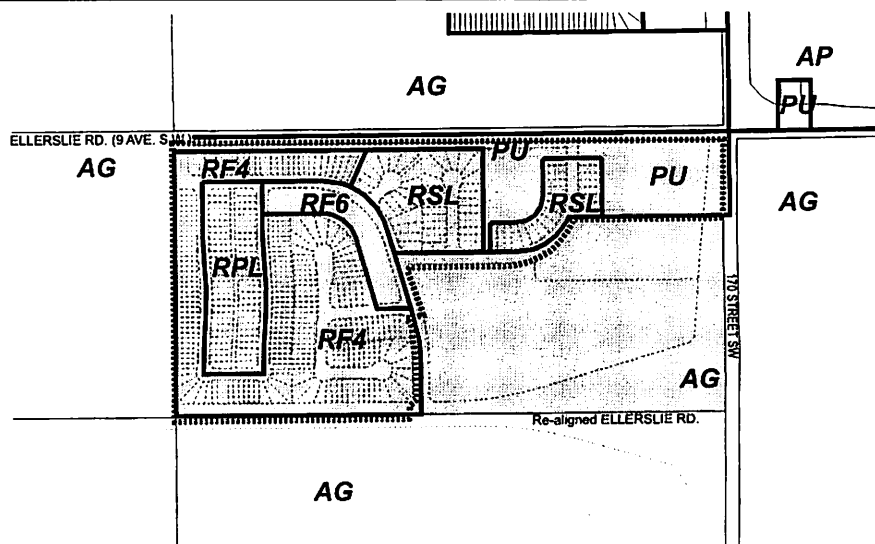 AP
AG
PU
ELLERSLIE RD. (9 AVE. S.W.)
PU
AG
RF4
PU
RSL
RF6
RSL
AG
RPL
170 STREET SW
RF4
AG
Re-aligned ELLERSLIE RD.
AG